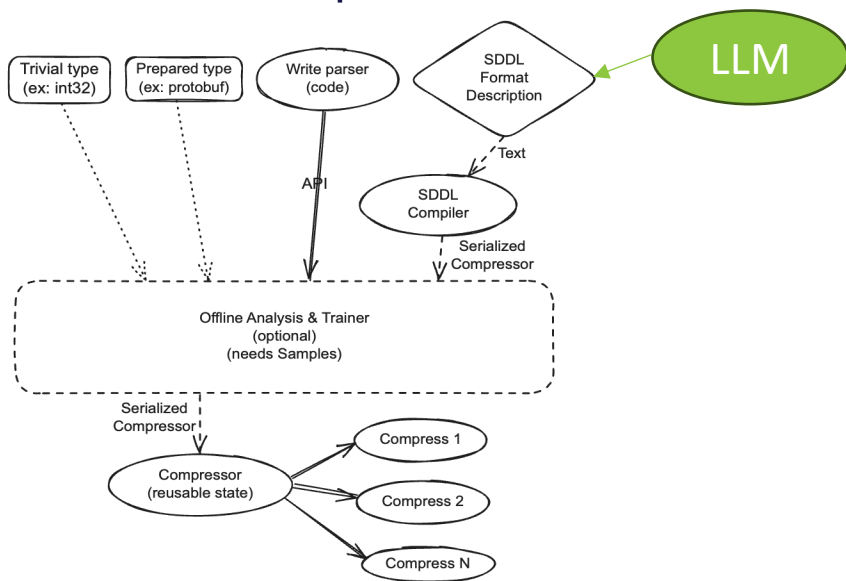 Trivial type
(ex: int32)
Prepared type
(ex: protobuf)
Write parser
(code)
SDDL
Format
Description
LLM
Text
API
SDDL
Compiler
Serialized
Compressor
Offline Analysis & Trainer
(optional)
(needs Samples)
Serialized
Compressor
Compressor
(reusable state)
Compress 1
Compress 2
Compress N